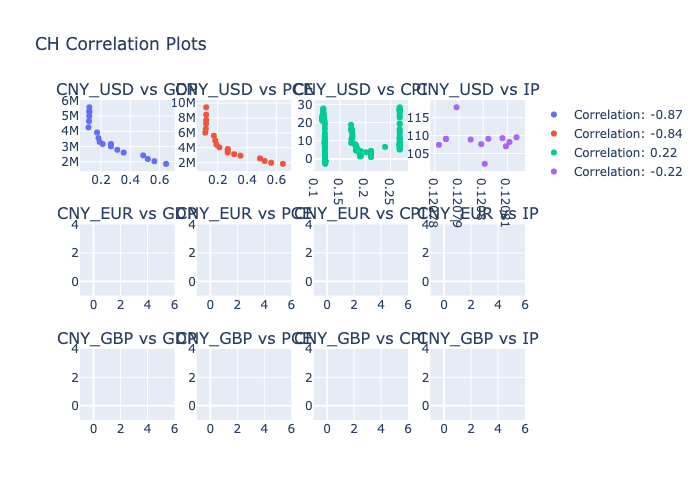 CH Correlation Plots
CNY_USD vs GDP
CNY_USD vs PCE
CNY_USD vs CPI
CNY_USD vs IP
6M
5M
4M
3M
2M
0.2 0.4 0.6
10M
8M
6M
4M
2M
0.2 0.4 0.6
30
20
10
0
0.1 0.15 0.2 0.25
115
110
105
0.12078 0.12079 0.1208 0.12081
Correlation: -0.87
Correlation: -0.84
Correlation: 0.22
Correlation: -0.22
CNY_EUR vs GDP
CNY_EUR vs PCE
CNY_EUR vs CPI
CNY_EUR vs IP
4
2
0
0 2 4 6
4
2
0
0 2 4 6
4
2
0
0 2 4 6
4
2
0
0 2 4 6
CNY_GBP vs GDP
CNY_GBP vs PCE
CNY_GBP vs CPI
CNY_GBP vs IP
4
2
0
0 2 4 6
4
2
0
0 2 4 6
4
2
0
0 2 4 6
4
2
0
0 2 4 6